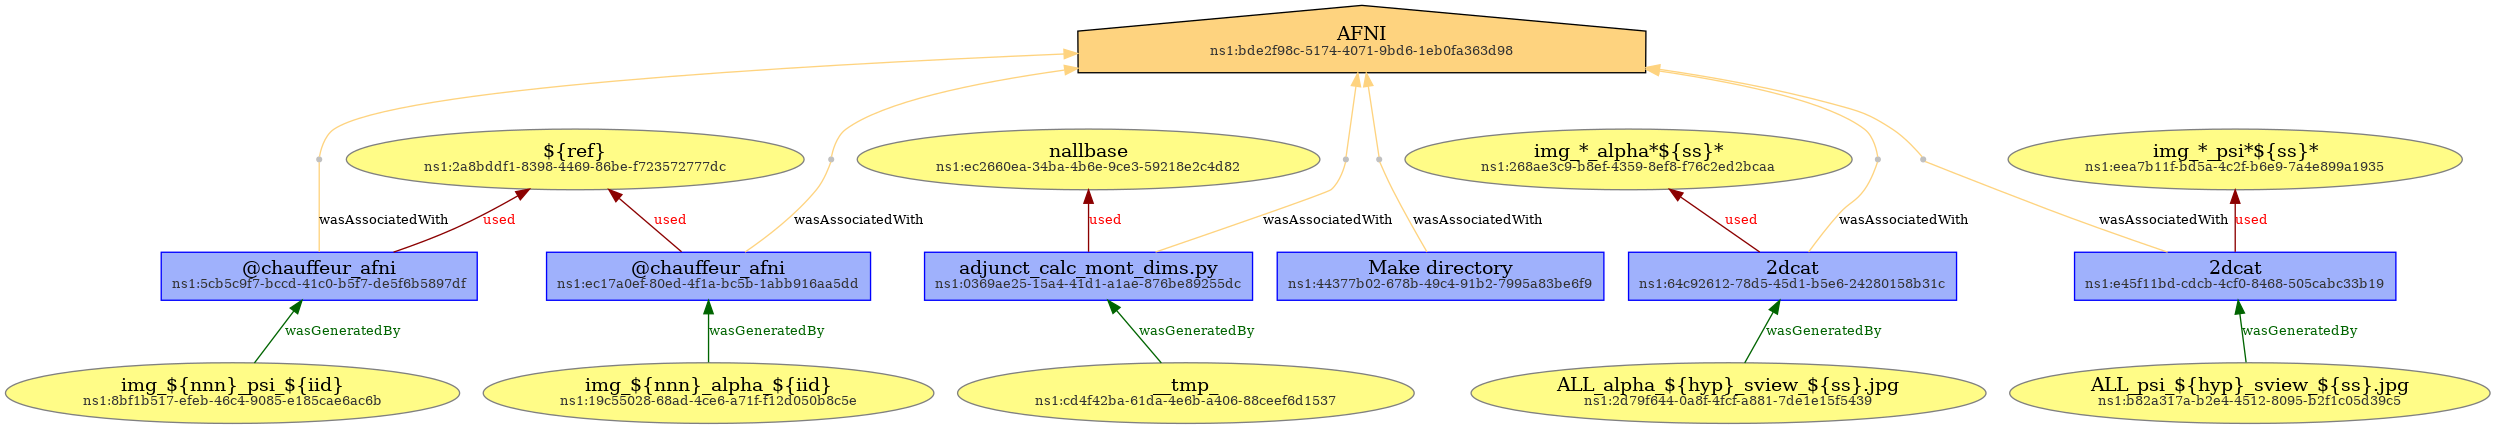 AFNI
ns1:bde2f98c-5174-4071-9bd6-1eb0fa363d98
${ref}
ns1:2a8bddf1-8398-4469-86be-f723572777dc
nallbase
ns1:ec2660ea-34ba-4b6e-9ce3-59218e2c4d82
img_*_alpha*${ss}*
ns1:268ae3c9-b8ef-4359-8ef8-f76c2ed2bcaa
img_*_psi*${ss}*
ns1:eea7b11f-bd5a-4c2f-b6e9-7a4e899a1935
wasAssociatedWith
used
used
wasAssociatedWith
used
wasAssociatedWith
wasAssociatedWith
used
wasAssociatedWith
wasAssociatedWith
used
@chauffeur_afni
ns1:5cb5c9f7-bccd-41c0-b5f7-de5f6b5897df
@chauffeur_afni
ns1:ec17a0ef-80ed-4f1a-bc5b-1abb916aa5dd
adjunct_calc_mont_dims.py
ns1:0369ae25-15a4-41d1-a1ae-876be89255dc
Make directory
ns1:44377b02-678b-49c4-91b2-7995a83be6f9
2dcat
ns1:64c92612-78d5-45d1-b5e6-24280158b31c
2dcat
ns1:e45f11bd-cdcb-4cf0-8468-505cabc33b19
wasGeneratedBy
wasGeneratedBy
wasGeneratedBy
wasGeneratedBy
wasGeneratedBy
img_${nnn}_psi_${iid}
ns1:8bf1b517-efeb-46c4-9085-e185cae6ac6b
img_${nnn}_alpha_${iid}
ns1:19c55028-68ad-4ce6-a71f-f12d050b8c5e
__tmp_
ns1:cd4f42ba-61da-4e6b-a406-88ceef6d1537
ALL_alpha_${hyp}_sview_${ss}.jpg
ns1:2d79f644-0a8f-4fcf-a881-7de1e15f5439
ALL_psi_${hyp}_sview_${ss}.jpg
ns1:b82a317a-b2e4-4512-8095-b2f1c05d39c5